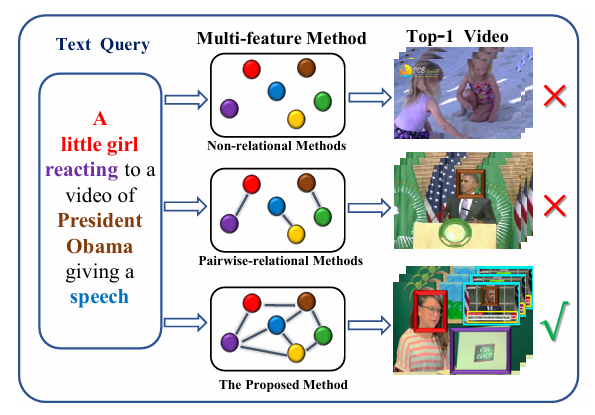 Text Query
Multi-feature Method
Top-1 Video
A
little girl
reacting to a
video of
President
Obama
giving a
speech
Non-relational Methods
Pairwise-relational Methods
The Proposed Method